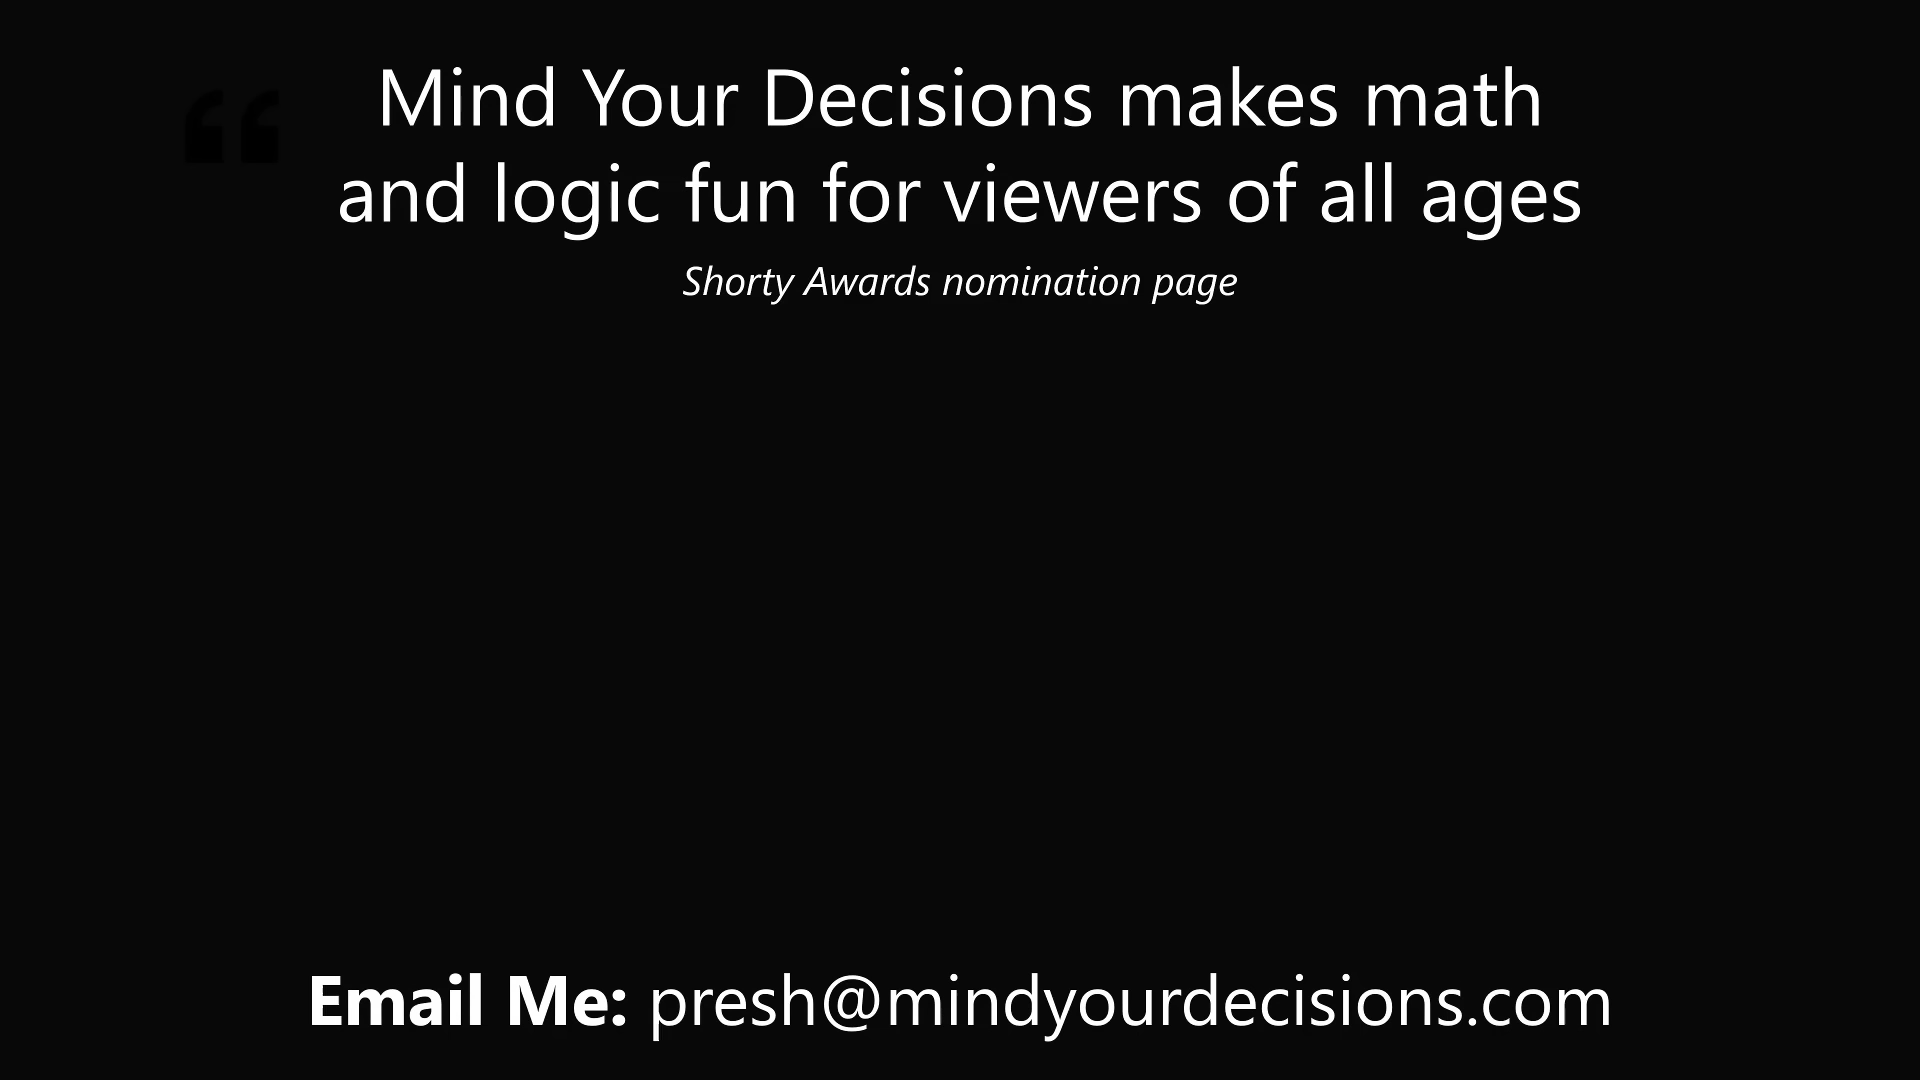 “
Mind Your Decisions makes math
and logic fun for viewers of all ages
Shorty Awards nomination page
Email Me: presh@mindyourdecisions.com